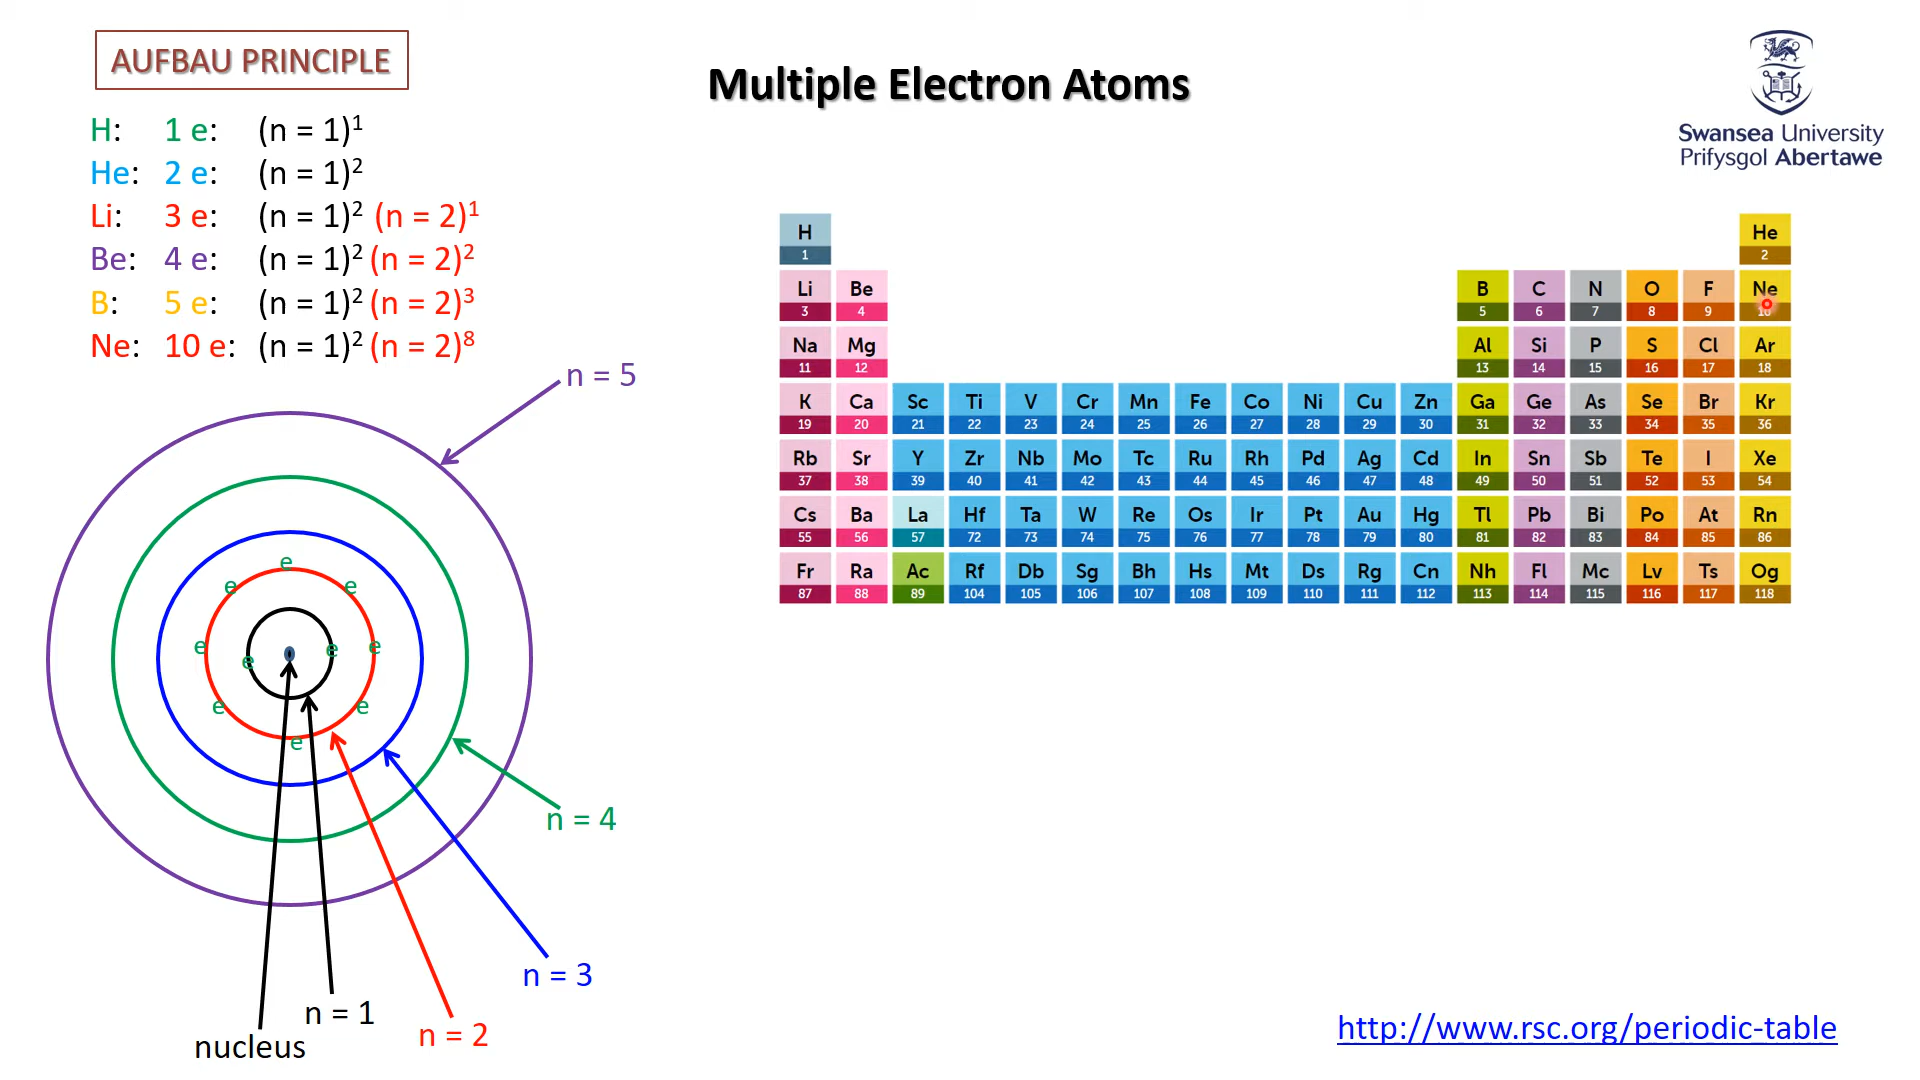 AUFBAU PRINCIPLE
Multiple Electron Atoms
Swansea University
Prifysgol Abertawe
H: 1 e: (n = 1)¹
He: 2 e: (n = 1)²
Li: 3 e: (n = 1)² (n = 2)¹
Be: 4 e: (n = 1)² (n = 2)²
B: 5 e: (n = 1)² (n = 2)³
Ne: 10 e: (n = 1)² (n = 2)⁸
n = 5
e
e e
e e e e
e e
e
n = 4
n = 3
n = 1
n = 2
nucleus
H He
1 2
Li Be B C N O F Ne
3 4 5 6 7 8 9 10
Na Mg Al Si P S Cl Ar
11 12 13 14 15 16 17 18
K Ca Sc Ti V Cr Mn Fe Co Ni Cu Zn Ga Ge As Se Br Kr
19 20 21 22 23 24 25 26 27 28 29 30 31 32 33 34 35 36
Rb Sr Y Zr Nb Mo Tc Ru Rh Pd Ag Cd In Sn Sb Te I Xe
37 38 39 40 41 42 43 44 45 46 47 48 49 50 51 52 53 54
Cs Ba La Hf Ta W Re Os Ir Pt Au Hg Tl Pb Bi Po At Rn
55 56 57 72 73 74 75 76 77 78 79 80 81 82 83 84 85 86
Fr Ra Ac Rf Db Sg Bh Hs Mt Ds Rg Cn Nh Fl Mc Lv Ts Og
87 88 89 104 105 106 107 108 109 110 111 112 113 114 115 116 117 118
http://www.rsc.org/periodic-table